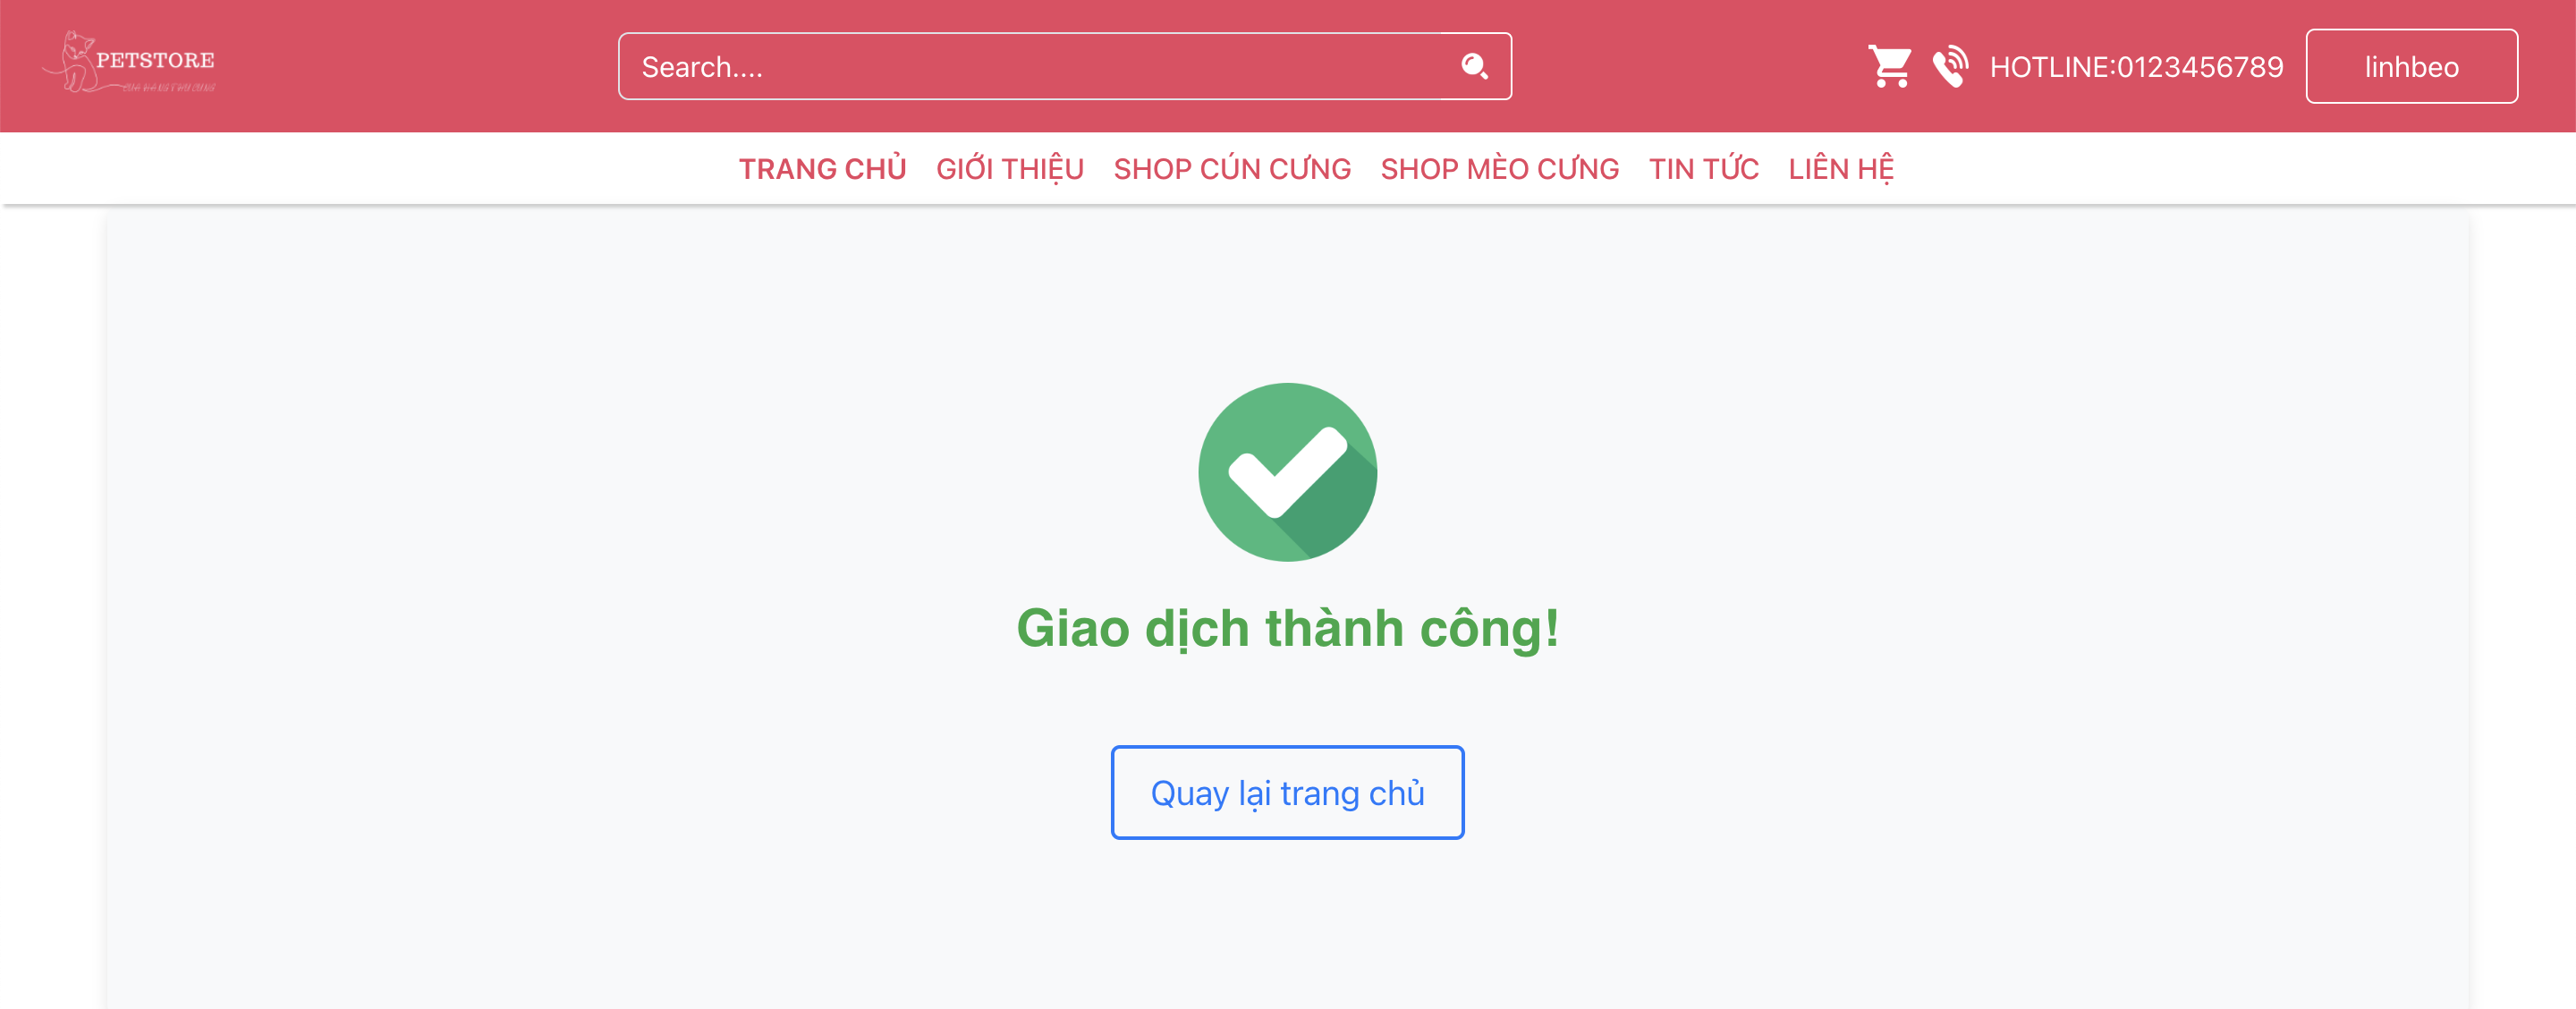 PETSTORE
Search....
HOTLINE:0123456789
linhbeo
TRANG CHỦ GIỚI THIỆU SHOP CÚN CƯNG SHOP MÈO CƯNG TIN TỨC LIÊN HỆ
Giao dịch thành công!
Quay lại trang chủ